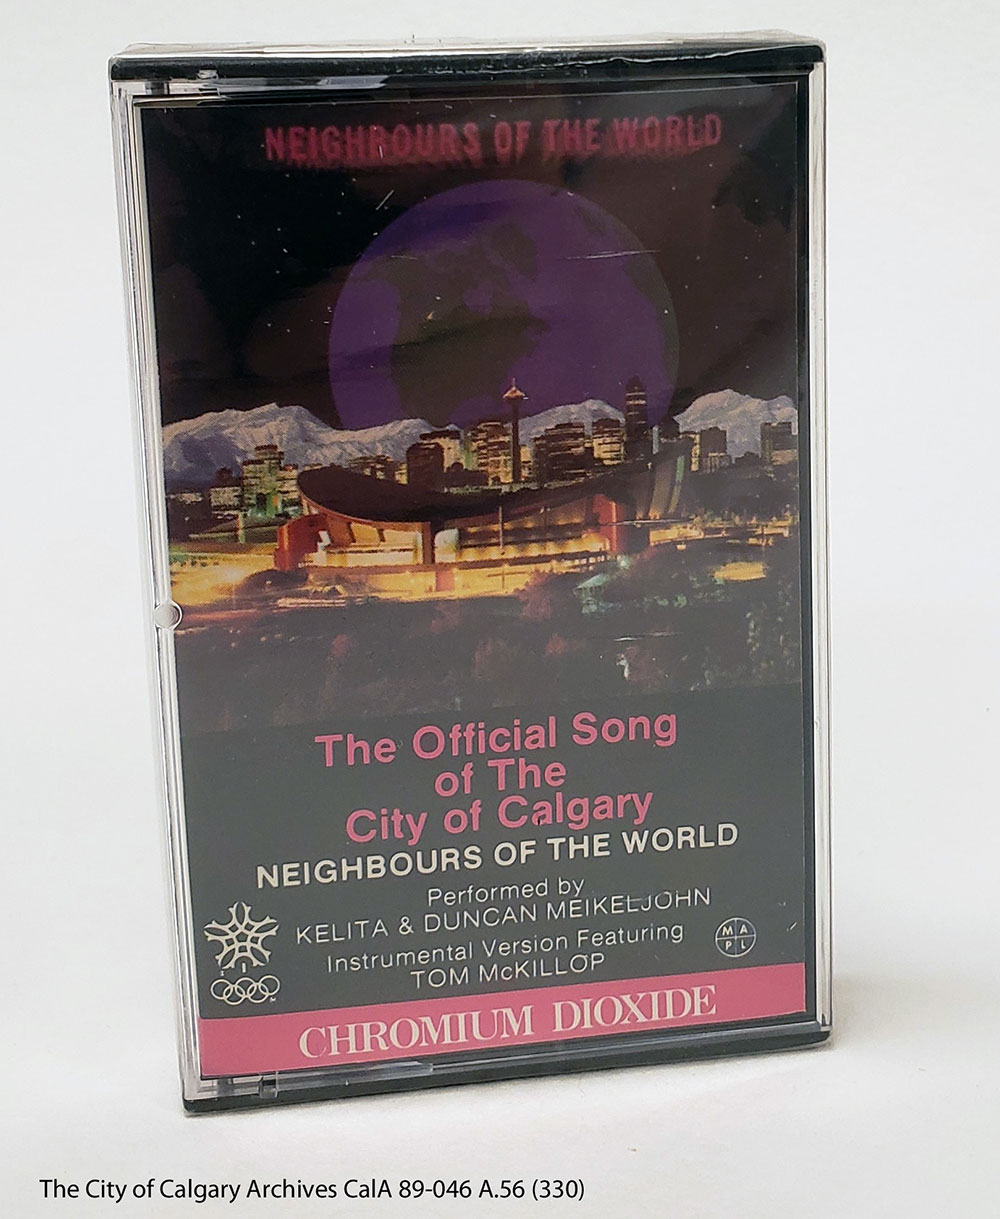 NEIGHBOURS OF THE WORLD
The Official Song
of The
City of Calgary
NEIGHBOURS OF THE WORLD
Performed by
KELITA & DUNCAN MEIKELJOHN
Instrumental Version Featuring
TOM McKILLOP
M A
P L
CHROMIUM DIOXIDE
The City of Calgary Archives CalA 89-046 A.56 (330)